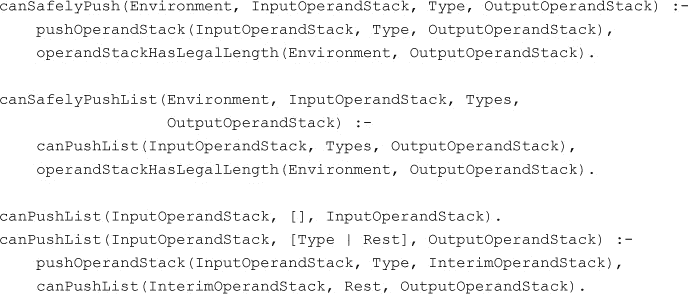 canSafelyPush(Environment, InputOperandStack, Type, OutputOperandStack) :-
    pushOperandStack(InputOperandStack, Type, OutputOperandStack),
    operandStackHasLegalLength(Environment, OutputOperandStack).

canSafelyPushList(Environment, InputOperandStack, Types,
                  OutputOperandStack) :-
    canPushList(InputOperandStack, Types, OutputOperandStack),
    operandStackHasLegalLength(Environment, OutputOperandStack).

canPushList(InputOperandStack, [], InputOperandStack).
canPushList(InputOperandStack, [Type | Rest], OutputOperandStack) :-
    pushOperandStack(InputOperandStack, Type, InterimOperandStack),
    canPushList(InterimOperandStack, Rest, OutputOperandStack).